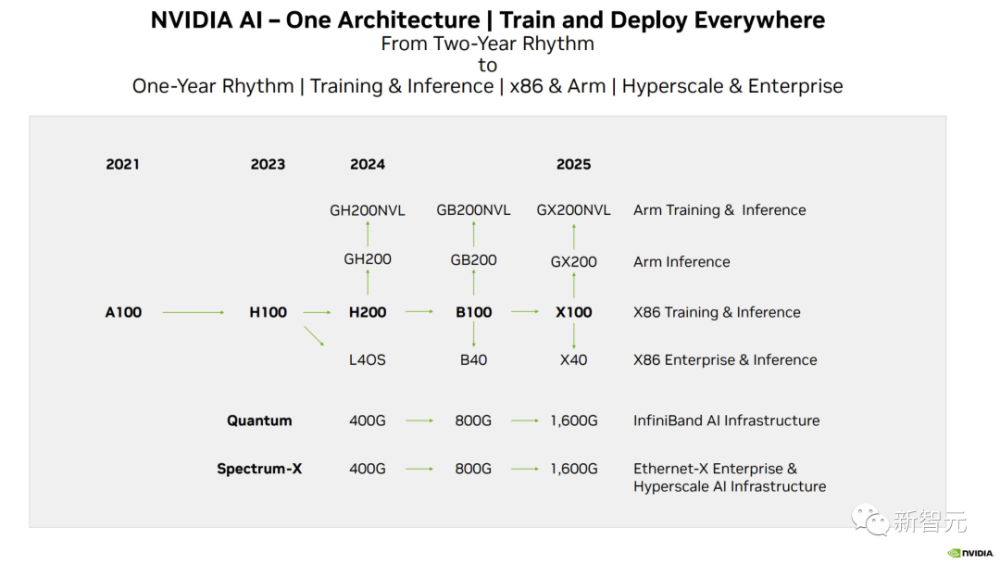 NVIDIA AI – One Architecture | Train and Deploy Everywhere
From Two-Year Rhythm
to
One-Year Rhythm | Training & Inference | x86 & Arm | Hyperscale & Enterprise
2021 2023 2024 2025
GH200NVL GB200NVL GX200NVL Arm Training & Inference
GH200 GB200 GX200 Arm Inference
A100 H100 H200 B100 X100 X86 Training & Inference
L4OS B40 X40 X86 Enterprise & Inference
Quantum 400G 800G 1,600G InfiniBand AI Infrastructure
Spectrum-X 400G 800G 1,600G Ethernet-X Enterprise &
Hyperscale AI Infrastructure
新智元
NVIDIA